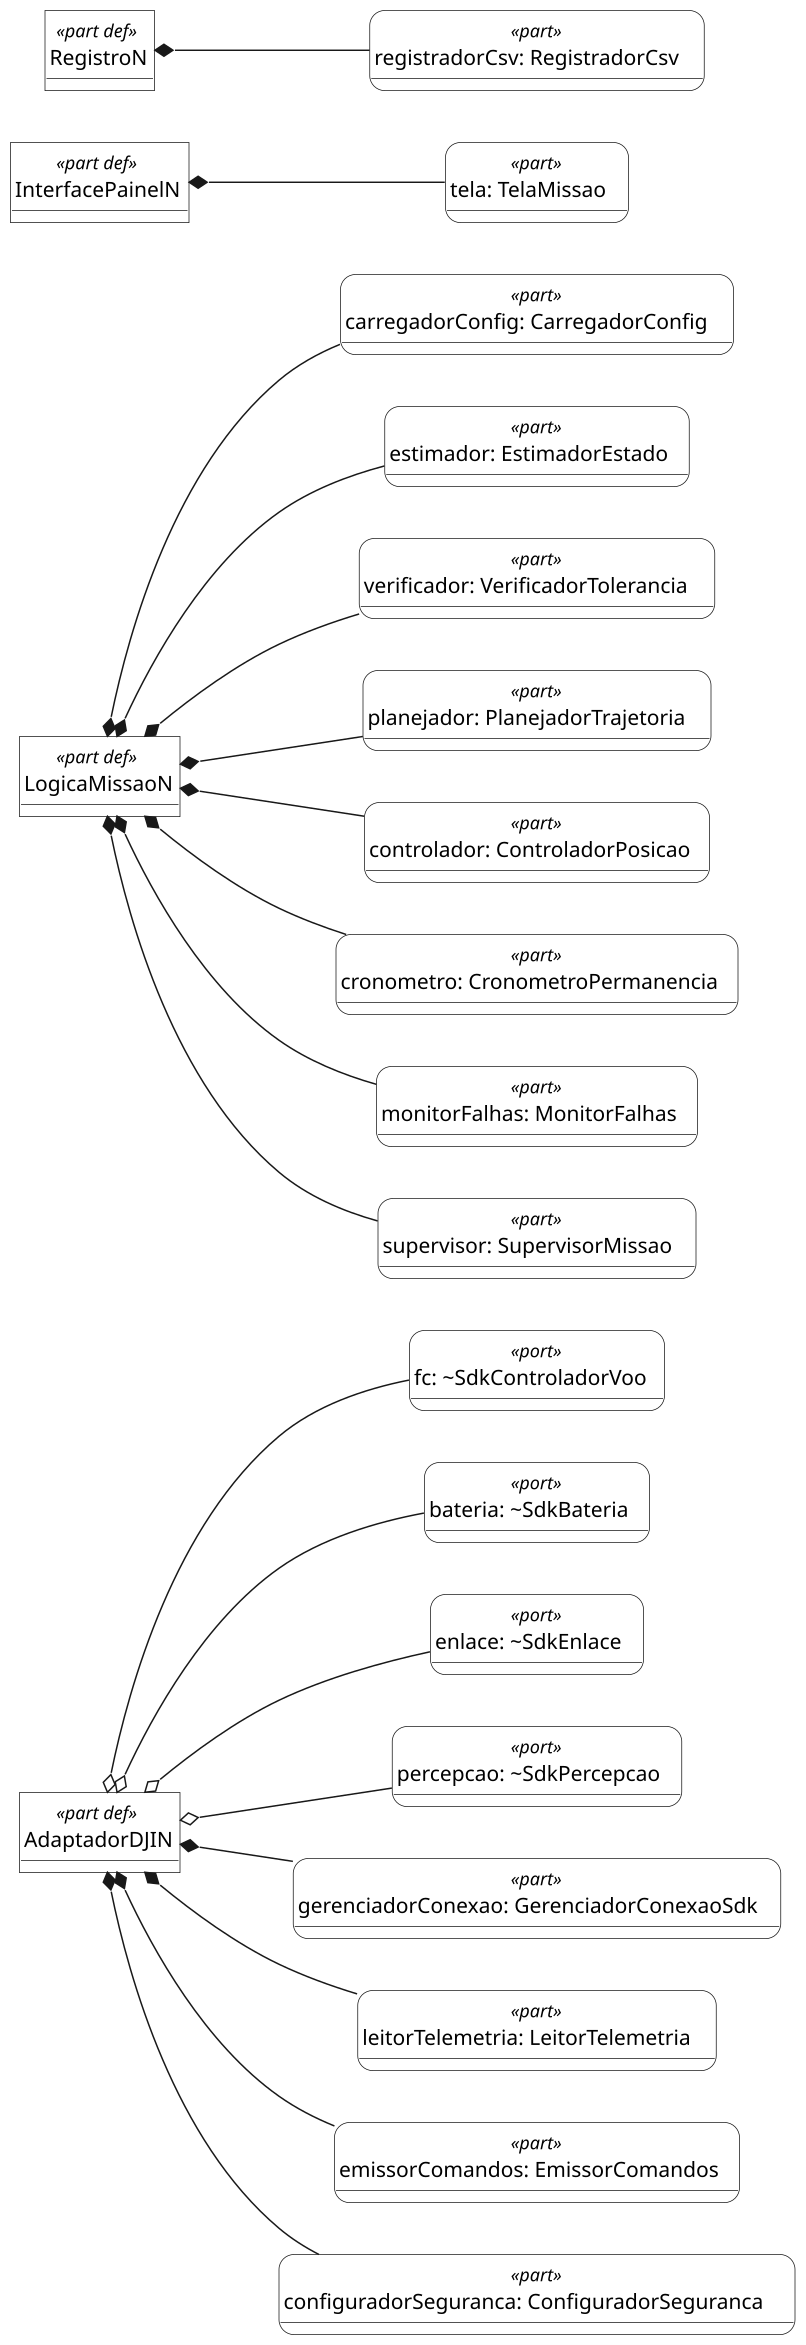 «part def»
RegistroN
«part»
registradorCsv: RegistradorCsv
«part def»
InterfacePainelN
«part»
tela: TelaMissao
«part»
carregadorConfig: CarregadorConfig
«part»
estimador: EstimadorEstado
«part»
verificador: VerificadorTolerancia
«part»
planejador: PlanejadorTrajetoria
«part def»
LogicaMissaoN
«part»
controlador: ControladorPosicao
«part»
cronometro: CronometroPermanencia
«part»
monitorFalhas: MonitorFalhas
«part»
supervisor: SupervisorMissao
«port»
fc: ~SdkControladorVoo
«port»
bateria: ~SdkBateria
«port»
enlace: ~SdkEnlace
«port»
percepcao: ~SdkPercepcao
«part def»
AdaptadorDJIN
«part»
gerenciadorConexao: GerenciadorConexaoSdk
«part»
leitorTelemetria: LeitorTelemetria
«part»
emissorComandos: EmissorComandos
«part»
configuradorSeguranca: ConfiguradorSeguranca